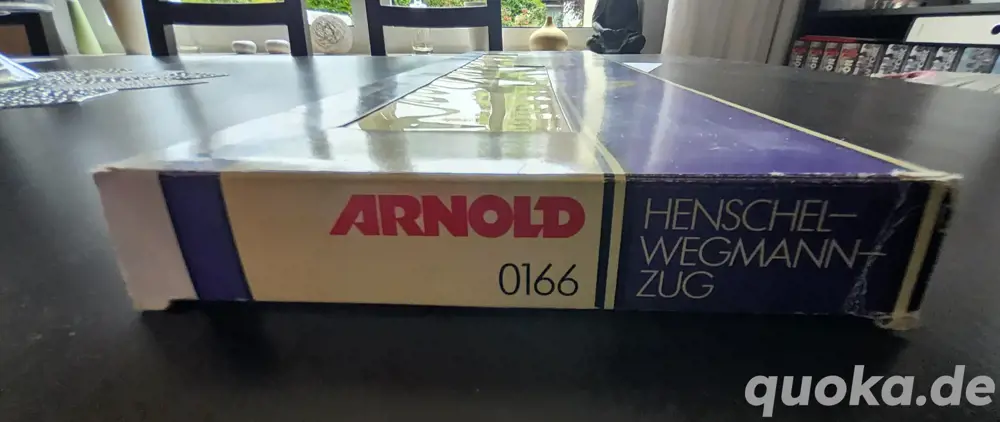 ARNOLD
0166
HENSCHEL-
WEGMANN-
ZUG
quoka.de